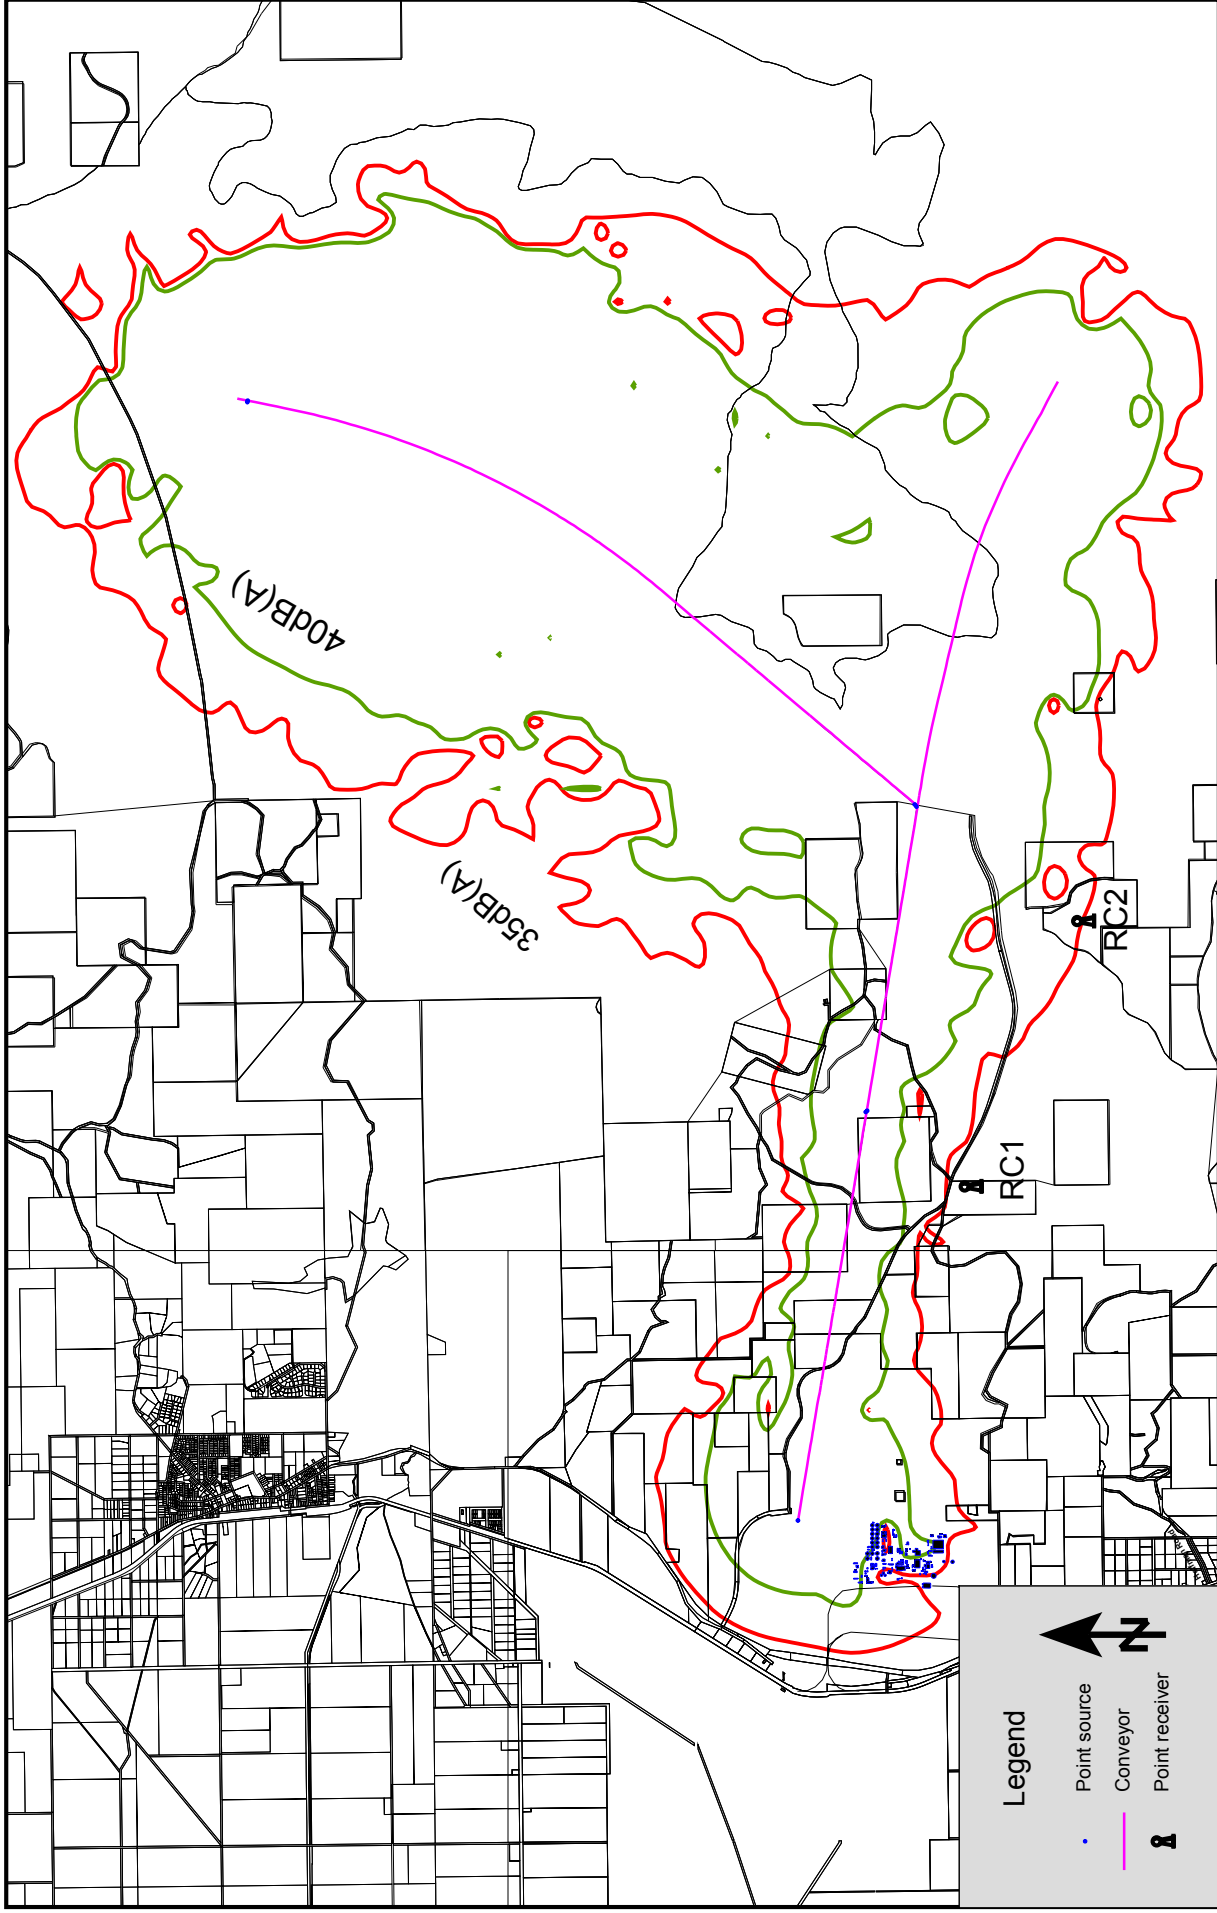 40dB(A)
35dB(A)
RC2
RC1
Legend
Point source
Conveyor
Point receiver
N